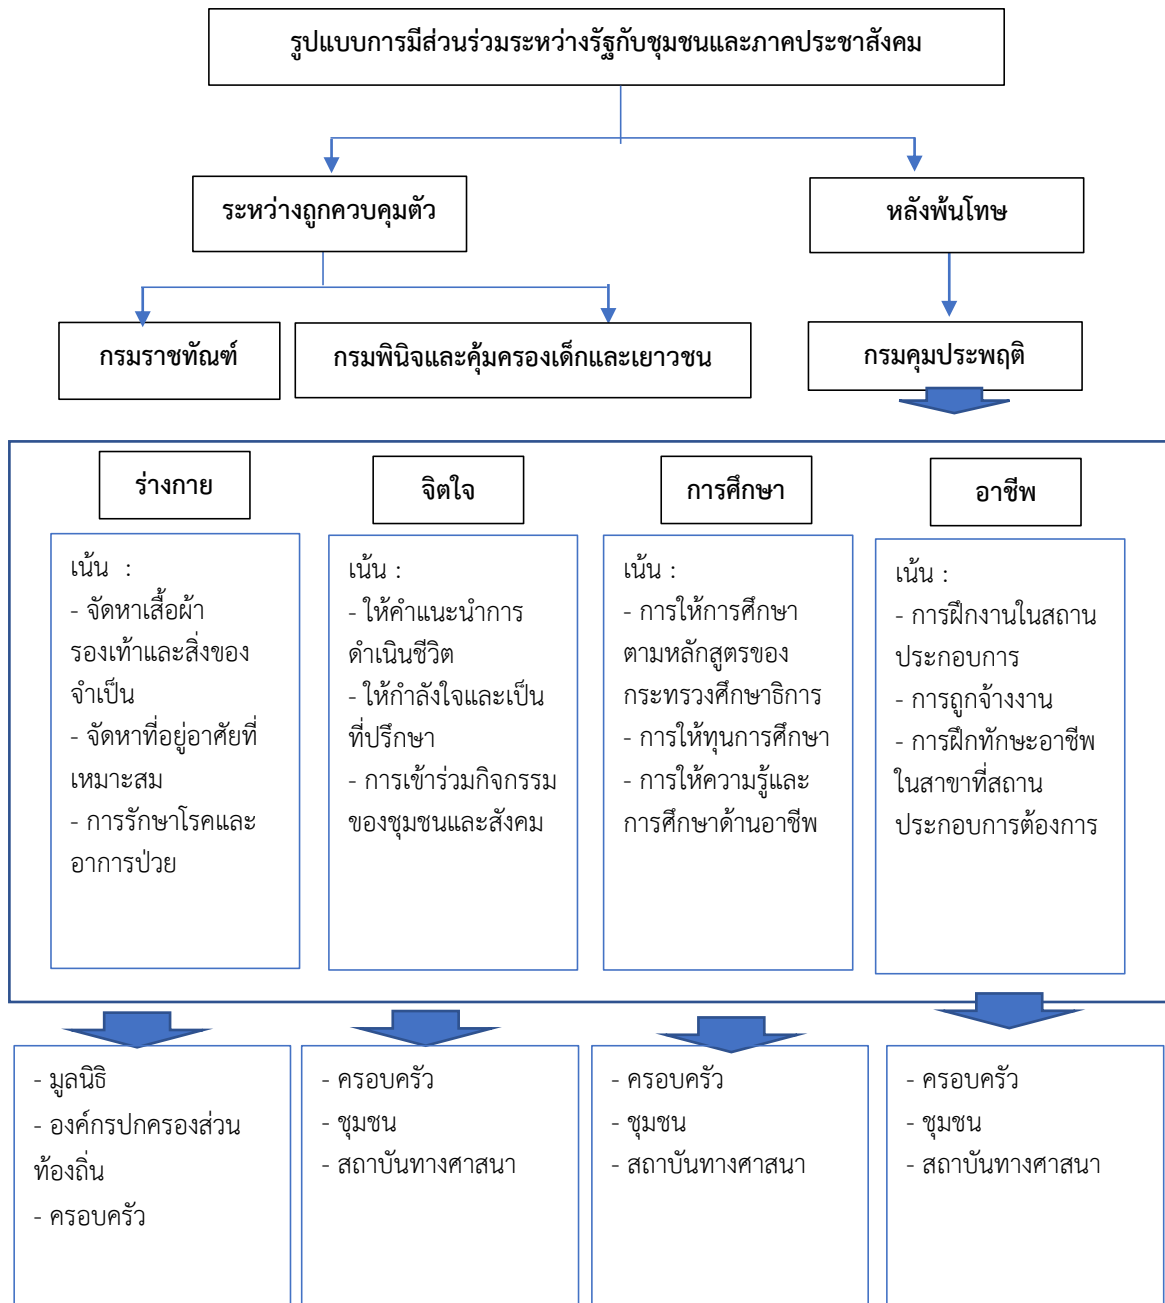 รูปแบบการมีส่วนร่วมระหว่างรัฐกับชุมชนและภาคประชาสังคม
ระหว่างถูกควบคุมตัว
หลังพ้นโทษ
กรมราชทัณฑ์
กรมพินิจและคุ้มครองเด็กและเยาวชน
กรมคุมประพฤติ
ร่างกาย
เน้น :
- จัดหาเสื้อผ้า
รองเท้าและสิ่งของ
จำเป็น
- จัดหาที่อยู่อาศัยที่
เหมาะสม
- การรักษาโรคและ
อาการป่วย
จิตใจ
เน้น :
- ให้คำแนะนำการ
ดำเนินชีวิต
- ให้กำลังใจและเป็น
ที่ปรึกษา
- การเข้าร่วมกิจกรรม
ของชุมชนและสังคม
การศึกษา
เน้น :
- การให้การศึกษา
ตามหลักสูตรของ
กระทรวงศึกษาธิการ
- การให้ทุนการศึกษา
- การให้ความรู้และ
การศึกษาด้านอาชีพ
อาชีพ
เน้น :
- การฝึกงานในสถาน
ประกอบการ
- การถูกจ้างงาน
- การฝึกทักษะอาชีพ
ในสาขาที่สถาน
ประกอบการต้องการ
- มูลนิธิ
- องค์กรปกครองส่วน
ท้องถิ่น
- ครอบครัว
- ครอบครัว
- ชุมชน
- สถาบันทางศาสนา
- ครอบครัว
- ชุมชน
- สถาบันทางศาสนา
- ครอบครัว
- ชุมชน
- สถาบันทางศาสนา